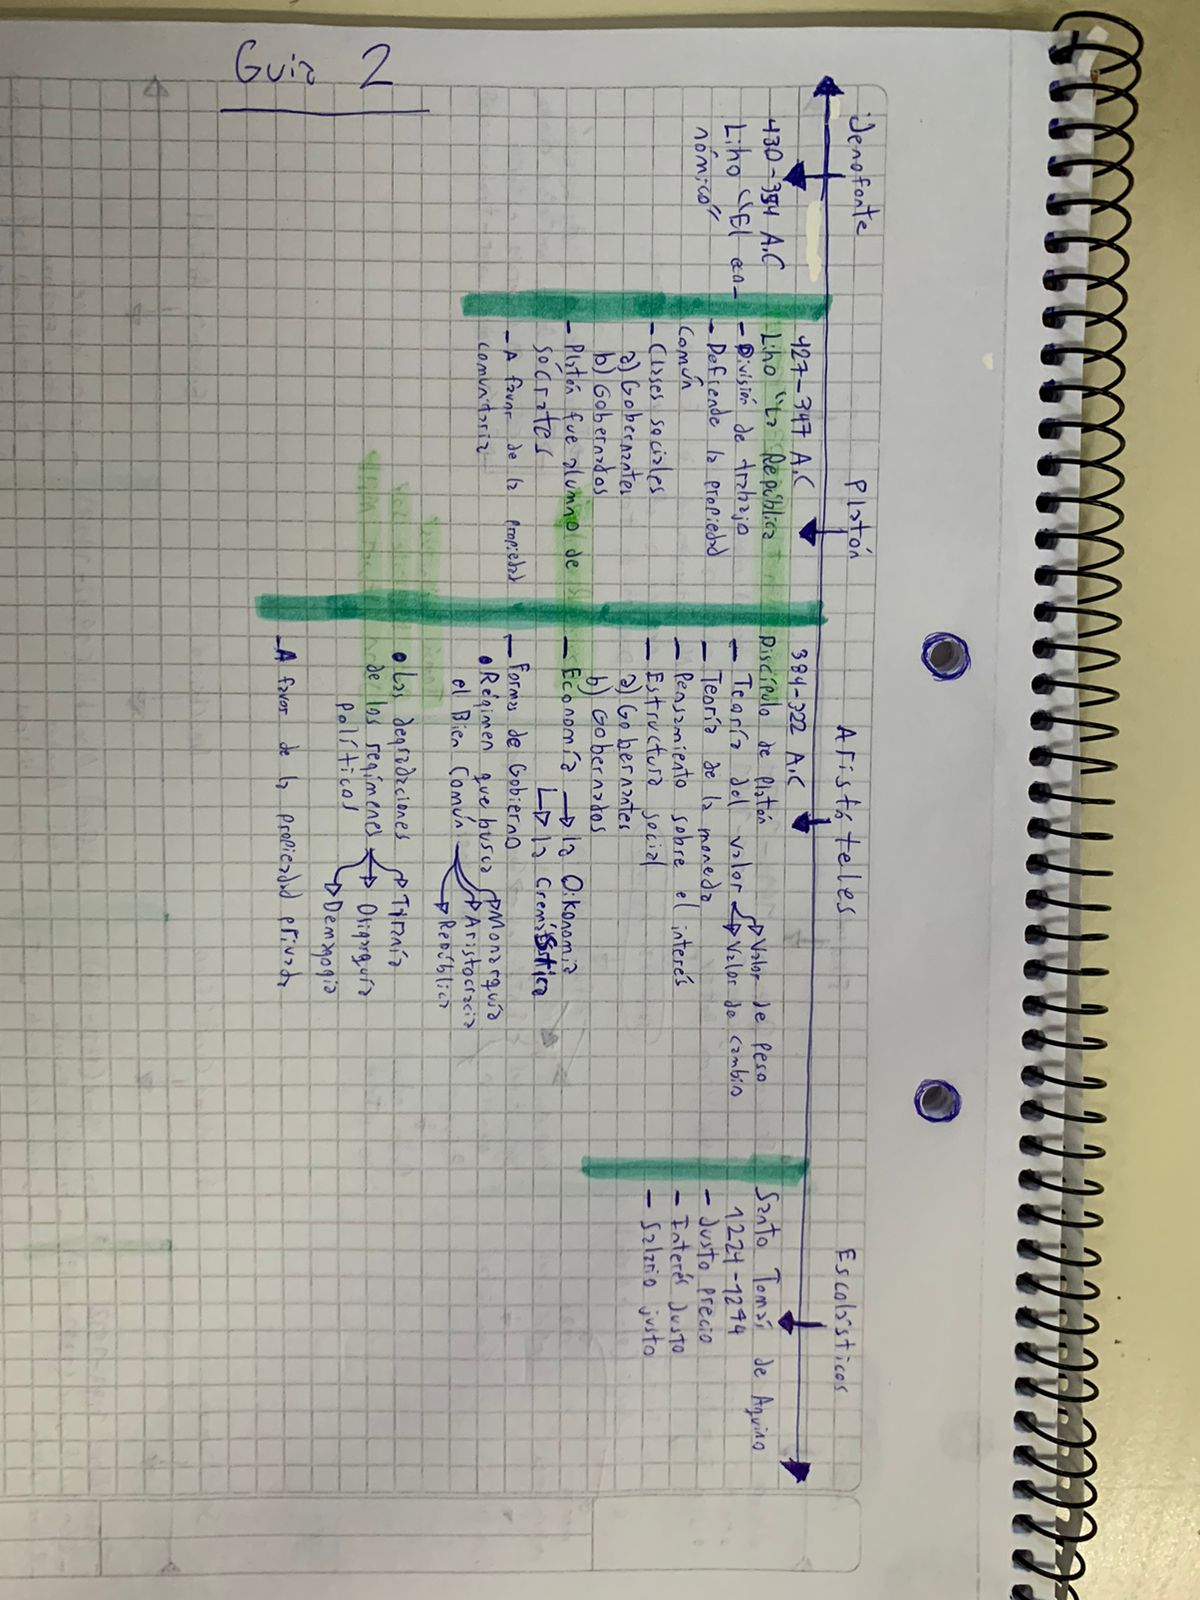 Guia 2
Jenofonte
430-354 A.C
Libro "El eco-
nómico"
Platón
427-347 A.C
Libro "La República
- División de trabajo
- Defiende la propiedad
común
- Clases sociales
a) Gobernantes
b) Gobernados
- Platón fue alumno de
socrates
- A favor de la propiedad
comunitaria
Aristóteles
384-322 A.C
Discípulo de Platón
- Teoría del valor → Valor de peso
→ Valor de cambio
- Teoría de la moneda
- Pensamiento sobre el interés
- Estructura social
a) Gobernantes
b) Gobernados
- Economía → la Oikonomia
→ la Cremástica
- Formas de Gobierno
• Régimen que busca → Monarquía
el Bien Común → Aristocracia
→ República
• Las degradaciones → Tiranía
de los regímenes → Oligarquía
políticos → Demagogia
- A favor de la propiedad privada
Escolásticos
Santo Tomás de Aquino
1224-1274
- Justo precio
- Interés Justo
- Salario justo